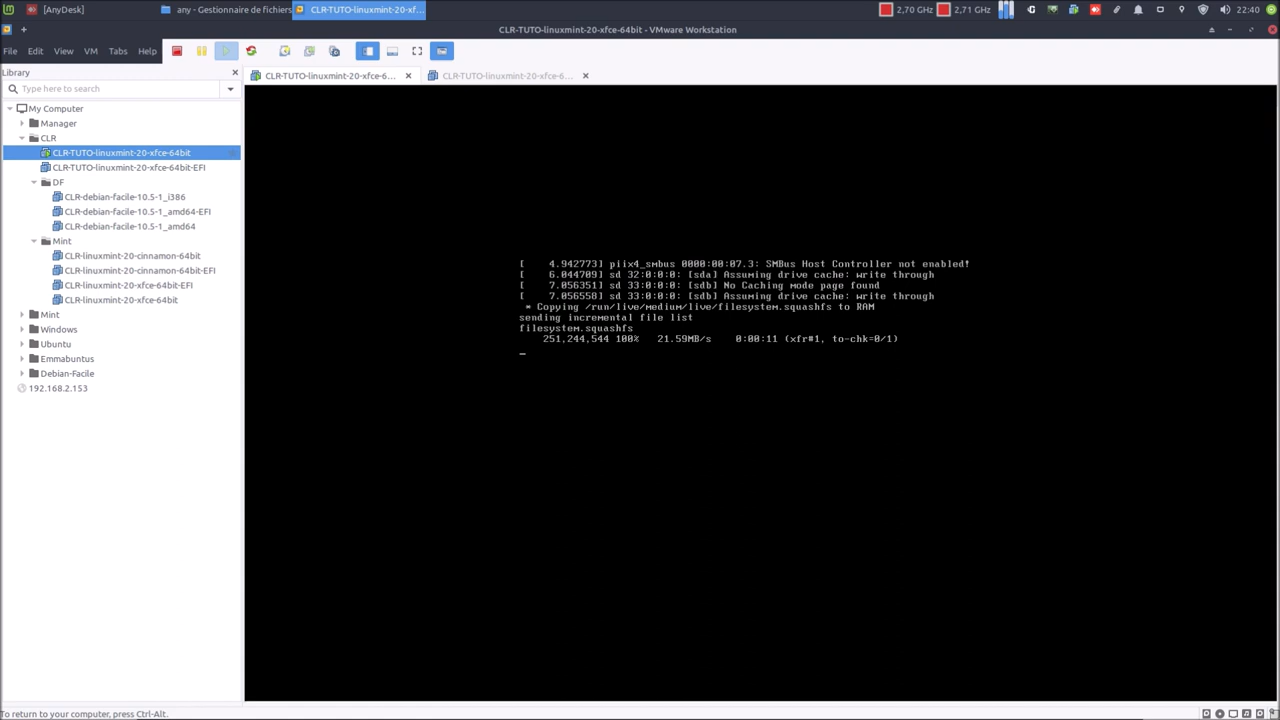 [AnyDesk]
any - Gestionnaire de fichiers
CLR-TUTO-linuxmint-20-xf...
2,70 GHz
2,71 GHz
22:40
CLR-TUTO-linuxmint-20-xfce-64bit - VMware Workstation
File Edit View VM Tabs Help
Library
CLR-TUTO-linuxmint-20-xfce-6...
CLR-TUTO-linuxmint-20-xfce-6...
Type here to search
My Computer
Manager
CLR
CLR-TUTO-linuxmint-20-xfce-64bit
CLR-TUTO-linuxmint-20-xfce-64bit-EFI
DF
CLR-debian-facile-10.5-1_i386
CLR-debian-facile-10.5-1_amd64-EFI
CLR-debian-facile-10.5-1_amd64
Mint
CLR-linuxmint-20-cinnamon-64bit
CLR-linuxmint-20-cinnamon-64bit-EFI
CLR-linuxmint-20-xfce-64bit-EFI
CLR-linuxmint-20-xfce-64bit
Mint
Windows
Ubuntu
Emmabuntus
Debian-Facile
192.168.2.153
[    4.942773] piix4_smbus 0000:00:07.3: SMBus Host Controller not enabled!
[    6.044709] sd 32:0:0:0: [sda] Assuming drive cache: write through
[    7.056351] sd 33:0:0:0: [sdb] No Caching mode page found
[    7.056558] sd 33:0:0:0: [sdb] Assuming drive cache: write through
* Copying /run/live/medium/live/filesystem.squashfs to RAM
sending incremental file list
filesystem.squashfs
251,244,544 100%   21.59MB/s    0:00:11 (xfr#1, to-chk=0/1)
To return to your computer, press Ctrl-Alt.